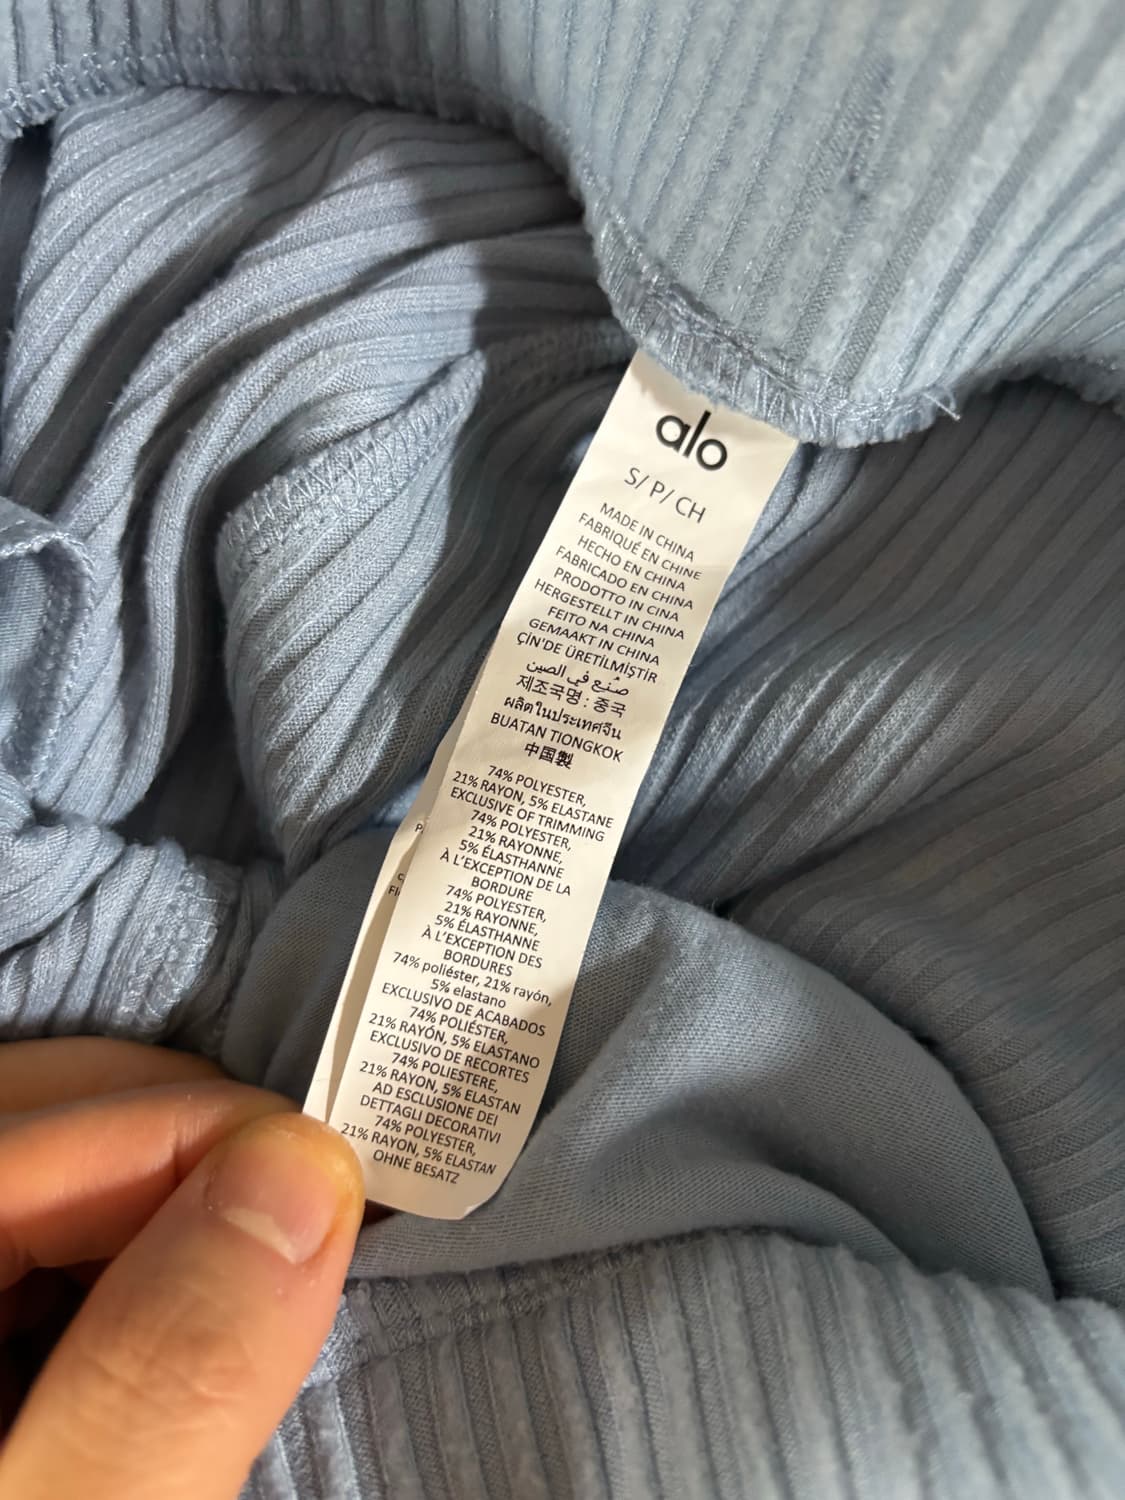 alo
S/ P/ CH
MADE IN CHINA
FABRIQUÉ EN CHINE
HECHO EN CHINA
FABRICADO EN CHINA
PRODOTTO IN CINA
HERGESTELLT IN CHINA
FEITO NA CHINA
GEMAAKT IN CHINA
ÇİN'DE ÜRETİLMİŞTİR
صُنع في الصين
제조국명 : 중국
ผลิตในประเทศจีน
BUATAN TIONGKOK
中国製
74% POLYESTER,
21% RAYON, 5% ELASTANE
EXCLUSIVE OF TRIMMING
74% POLYESTER,
21% RAYONNE,
5% ÉLASTHANNE
À L'EXCEPTION DE LA
BORDURE
74% POLYESTER,
21% RAYONNE,
5% ÉLASTHANNE
À L'EXCEPTION DES
BORDURES
74% poliéster, 21% rayón,
5% elastano
EXCLUSIVO DE ACABADOS
74% POLIÉSTER,
21% RAYÓN, 5% ELASTANO
EXCLUSIVO DE RECORTES
74% POLIESTERE,
21% RAYON, 5% ELASTAN
AD ESCLUSIONE DEI
DETTAGLI DECORATIVI
74% POLYESTER,
21% RAYON, 5% ELASTAN
OHNE BESATZ